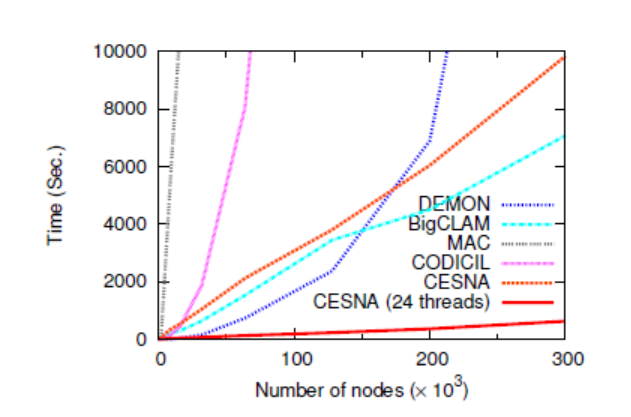 10000
8000
6000
4000
2000
0
Time (Sec.)
DEMON
BigCLAM
MAC
CODICIL
CESNA
CESNA (24 threads)
0 100 200 300
Number of nodes (× 10³)